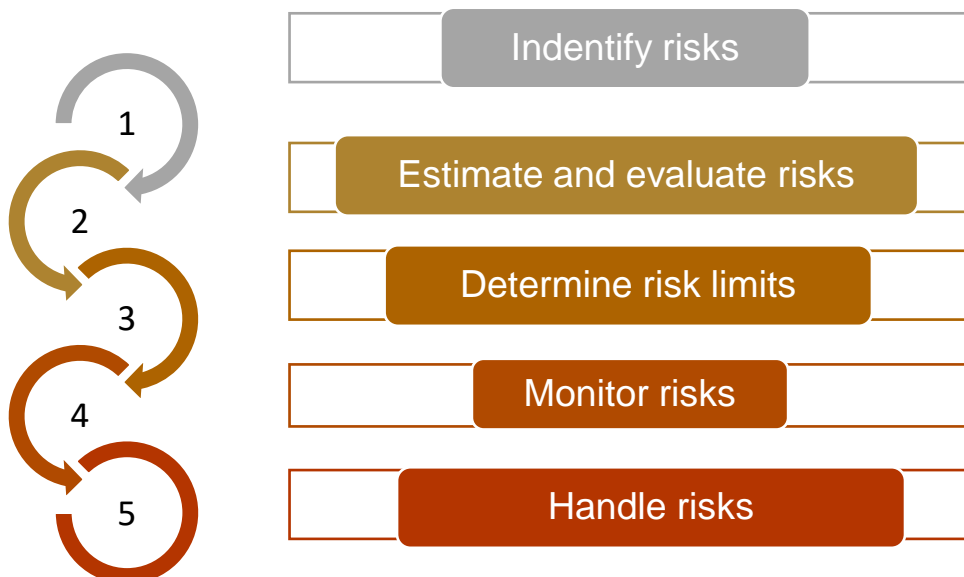 1
Indentify risks
2
Estimate and evaluate risks
3
Determine risk limits
4
Monitor risks
5
Handle risks